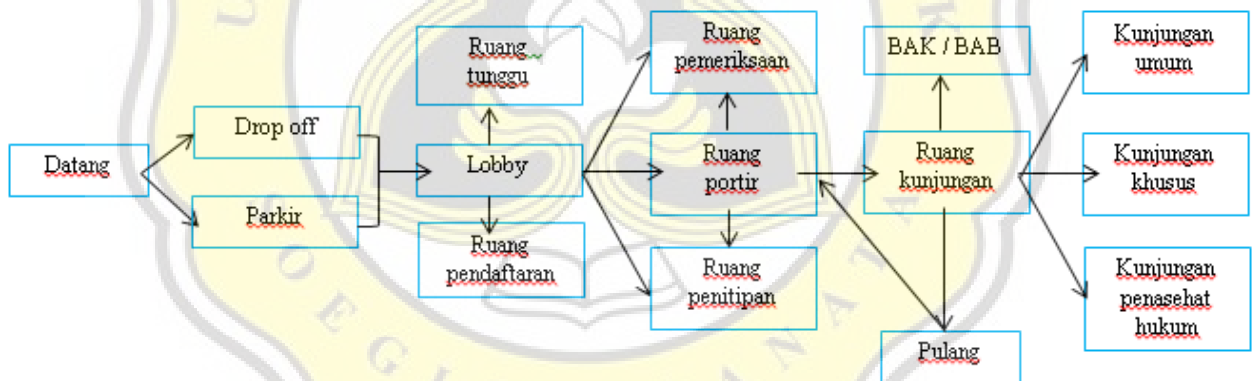 Datang
Drop off
Parkir
Ruang
tunggu
Lobby
Ruang
pendaftaran
Ruang
pemeriksaan
Ruang
portir
Ruang
penitipan
BAK / BAB
Ruang
kunjungan
Pulang
Kunjungan
umum
Kunjungan
khusus
Kunjungan
penasehat
hukum